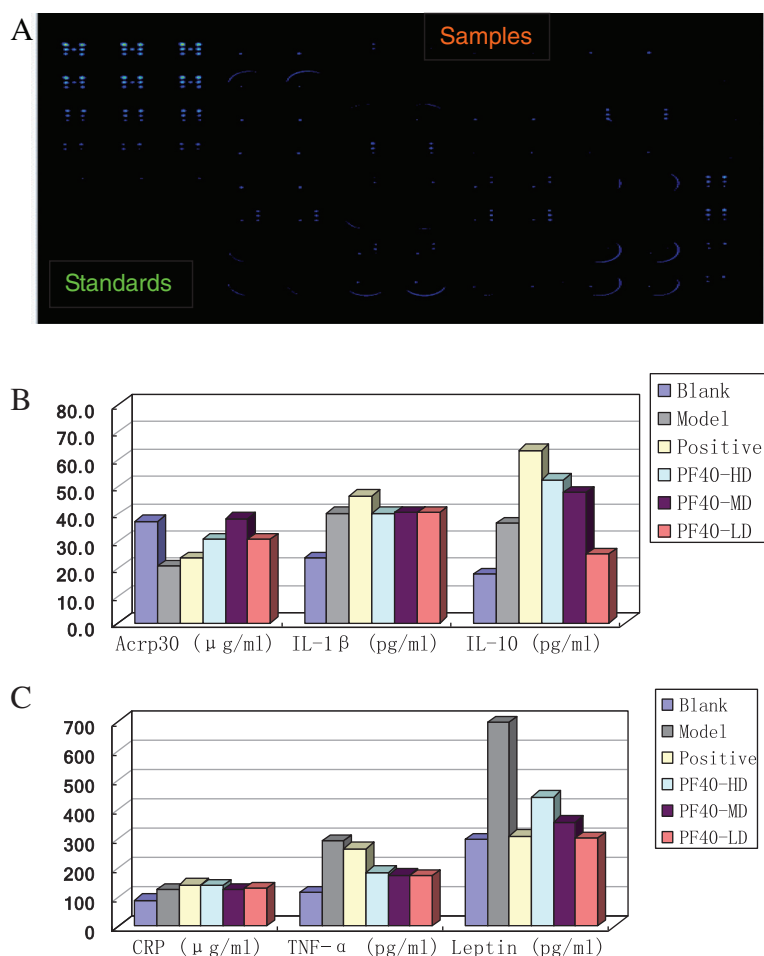 A
Samples
Standards
B
80.0
70.0
60.0
50.0
40.0
30.0
20.0
10.0
0.0
Acrp30 (μg/ml) IL-1β (pg/ml) IL-10 (pg/ml)
Blank
Model
Positive
PF40-HD
PF40-MD
PF40-LD
C
700
600
500
400
300
200
100
0
CRP (μg/ml) TNF-α (pg/ml) Leptin (pg/ml)
Blank
Model
Positive
PF40-HD
PF40-MD
PF40-LD